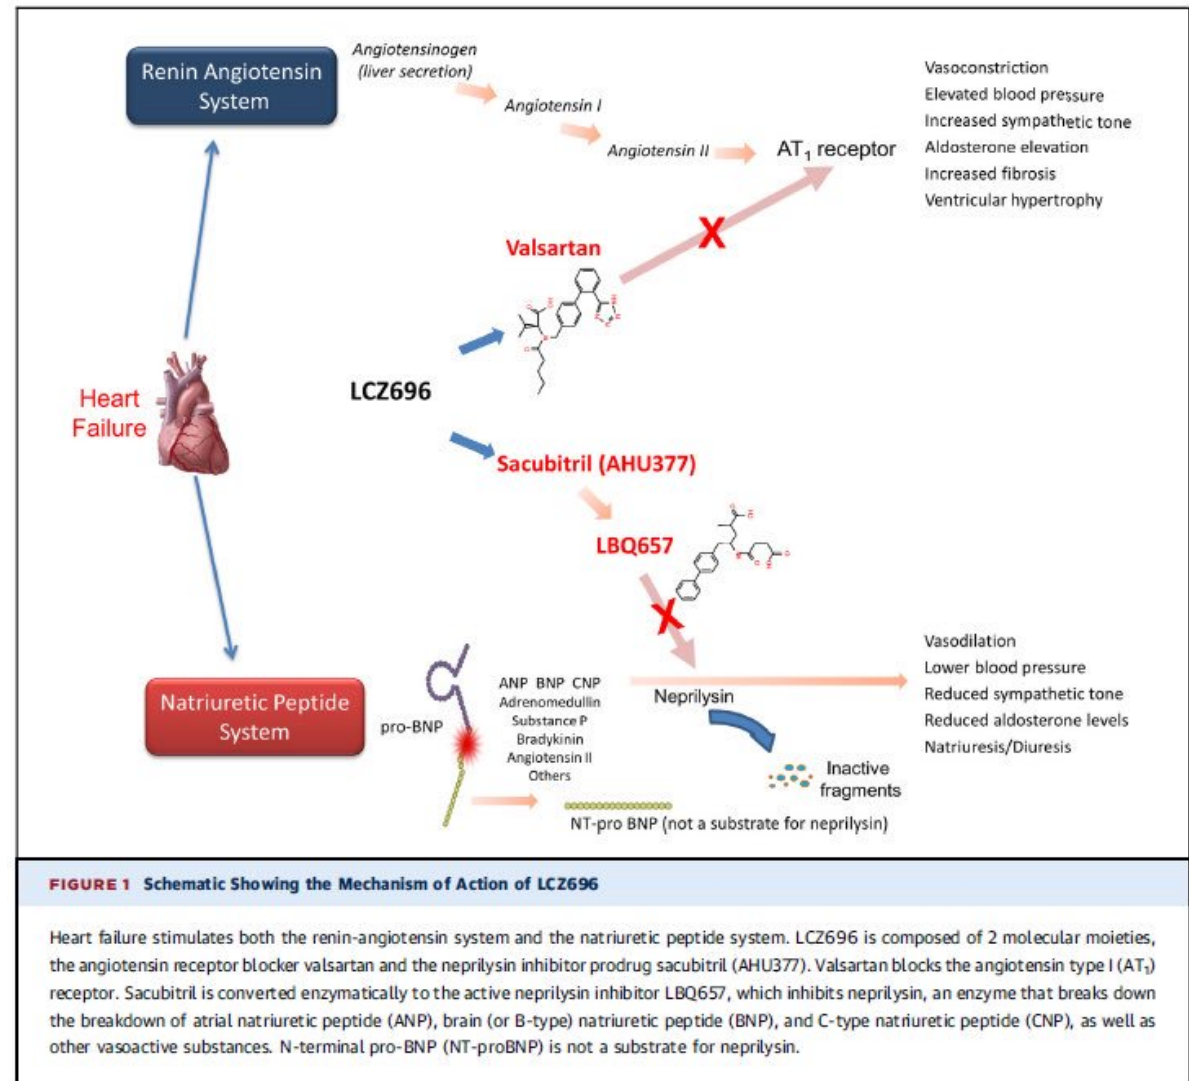 Renin Angiotensin
System
Angiotensinogen
(liver secretion)
Angiotensin I
Angiotensin II
AT₁ receptor
Vasoconstriction
Elevated blood pressure
Increased sympathetic tone
Aldosterone elevation
Increased fibrosis
Ventricular hypertrophy
Valsartan
X
LCZ696
Heart
Failure
Sacubitril (AHU377)
LBQ657
X
Natriuretic Peptide
System
pro-BNP
ANP BNP CNP
Adrenomedullin
Substance P
Bradykinin
Angiotensin II
Others
Neprilysin
Inactive
fragments
NT-pro BNP (not a substrate for neprilysin)
Vasodilation
Lower blood pressure
Reduced sympathetic tone
Reduced aldosterone levels
Natriuresis/Diuresis
FIGURE 1 Schematic Showing the Mechanism of Action of LCZ696
Heart failure stimulates both the renin-angiotensin system and the natriuretic peptide system. LCZ696 is composed of 2 molecular moieties,
the angiotensin receptor blocker valsartan and the neprilysin inhibitor prodrug sacubitril (AHU377). Valsartan blocks the angiotensin type I (AT₁)
receptor. Sacubitril is converted enzymatically to the active neprilysin inhibitor LBQ657, which inhibits neprilysin, an enzyme that breaks down
the breakdown of atrial natriuretic peptide (ANP), brain (or B-type) natriuretic peptide (BNP), and C-type natriuretic peptide (CNP), as well as
other vasoactive substances. N-terminal pro-BNP (NT-proBNP) is not a substrate for neprilysin.